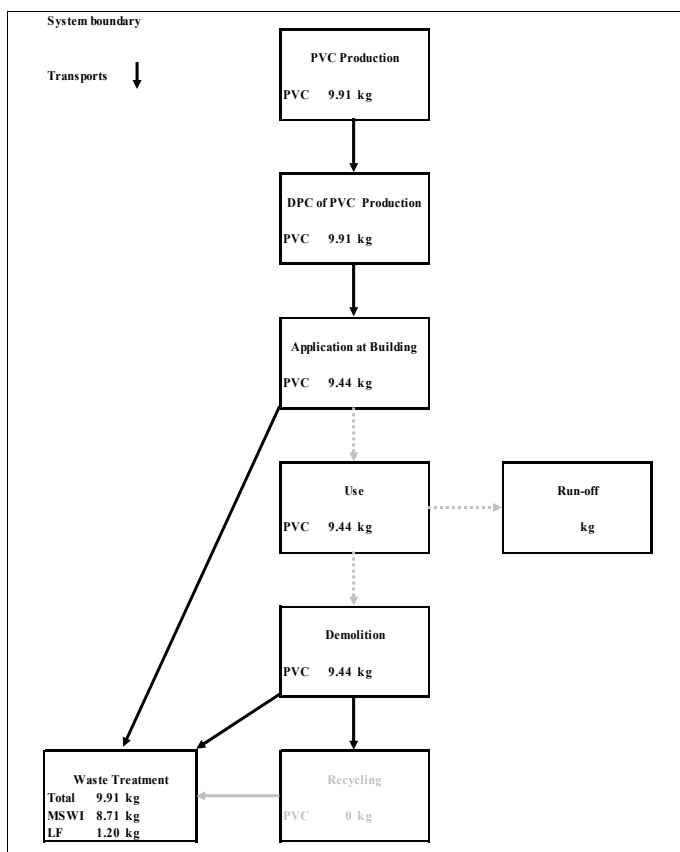 System boundary
Transports
PVC Production
PVC 9.91 kg
DPC of PVC Production
PVC 9.91 kg
Application at Building
PVC 9.44 kg
Use
PVC 9.44 kg
Run-off
kg
Demolition
PVC 9.44 kg
Waste Treatment
Total 9.91 kg
MSWI 8.71 kg
LF 1.20 kg
Recycling
PVC 0 kg